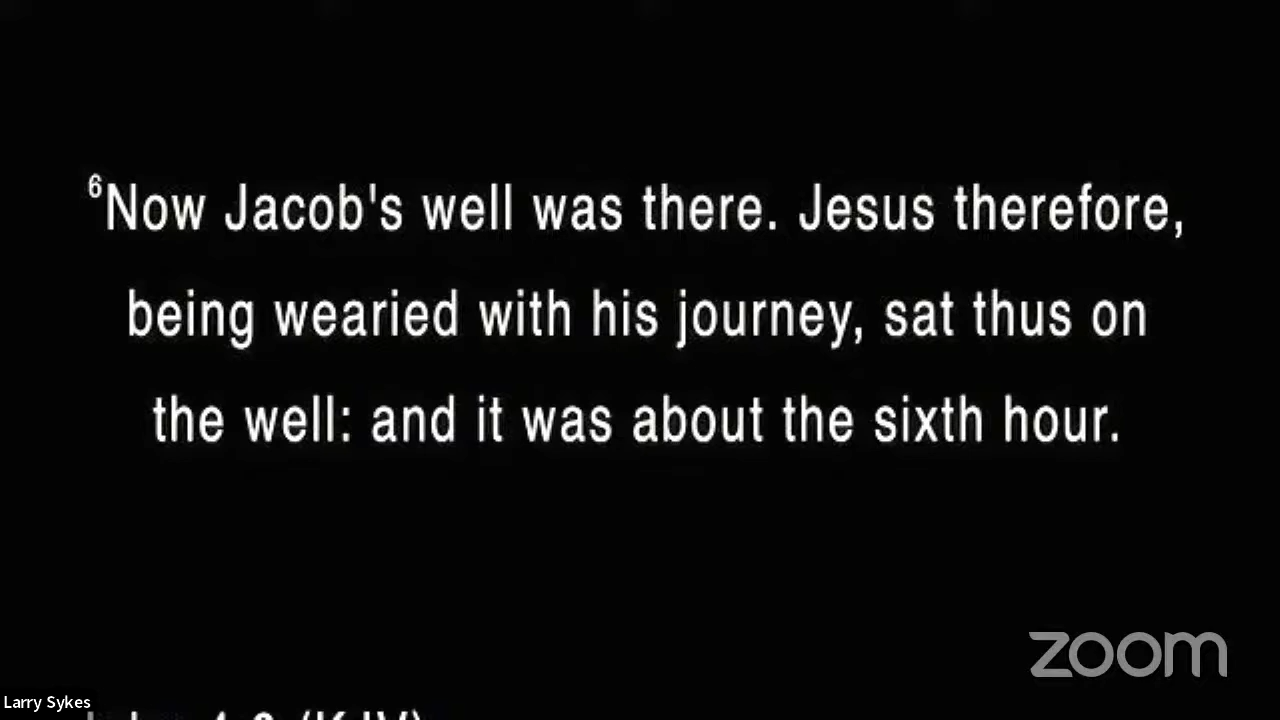 ⁶Now Jacob's well was there. Jesus therefore,
being wearied with his journey, sat thus on
the well: and it was about the sixth hour.
zoom
Larry Sykes